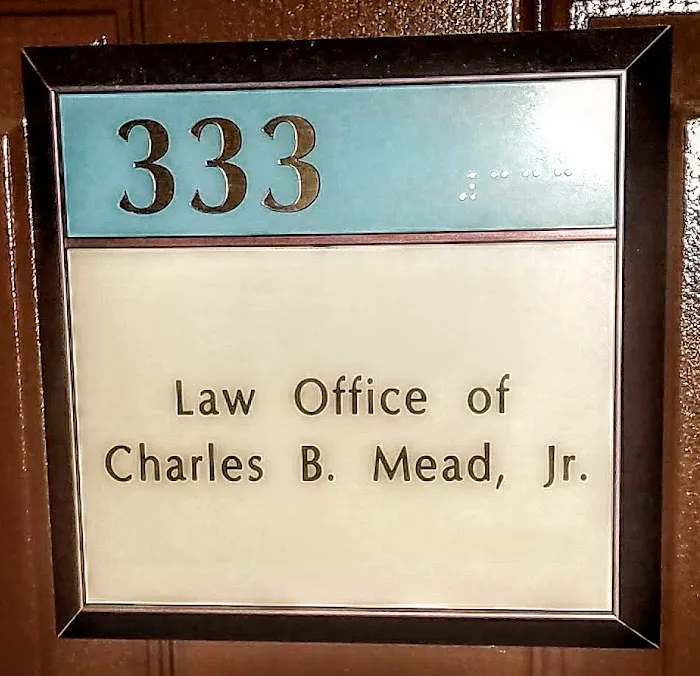 333
Law Office of
Charles B. Mead, Jr.